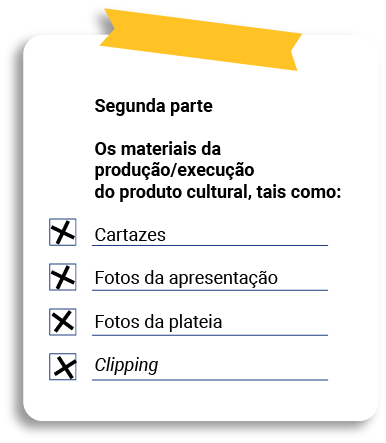 Segunda parte
Os materiais da
produção/execução
do produto cultural, tais como:
Cartazes
Fotos da apresentação
Fotos da plateia
Clipping